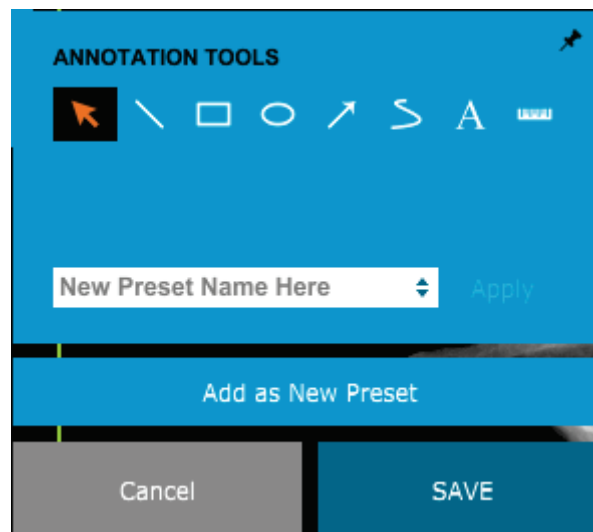 ANNOTATION TOOLS
A
New Preset Name Here
Apply
Add as New Preset
Cancel
SAVE